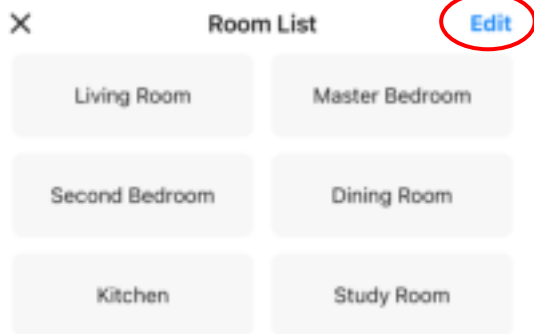 × Room List Edit
Living Room Master Bedroom
Second Bedroom Dining Room
Kitchen Study Room